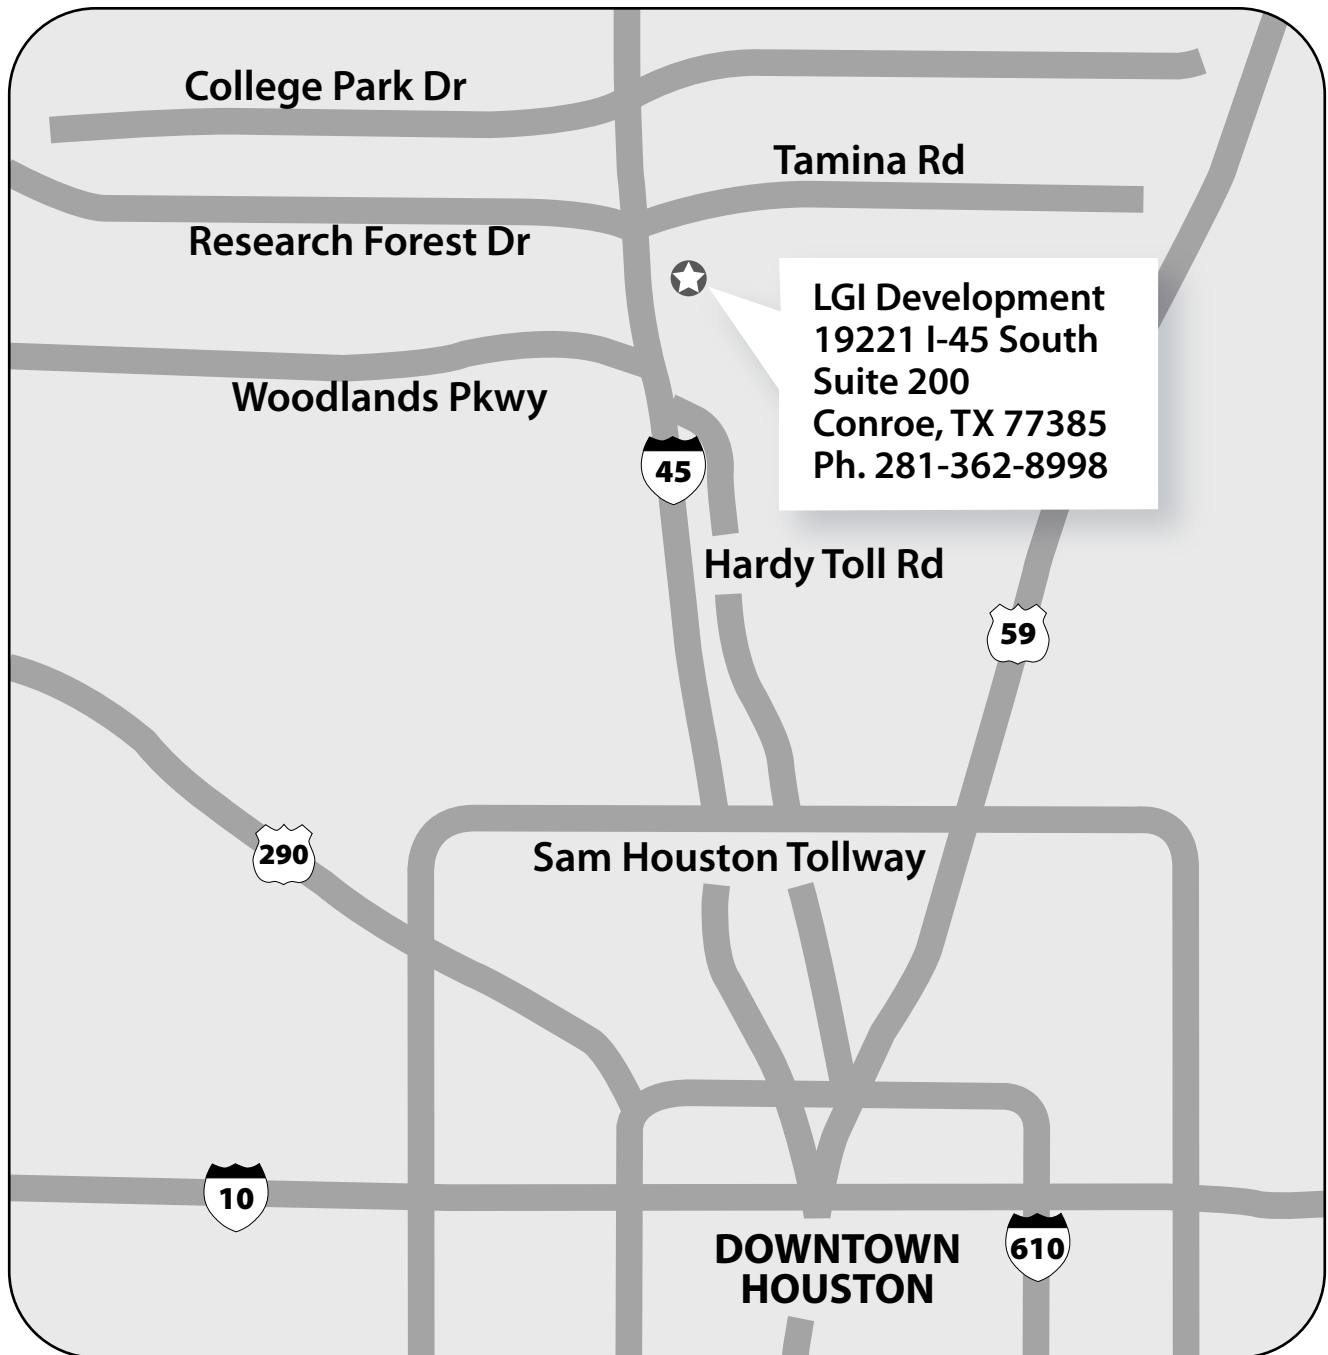 College Park Dr
Tamina Rd
Research Forest Dr
LGI Development
19221 I-45 South
Suite 200
Conroe, TX 77385
Ph. 281-362-8998
Woodlands Pkwy
45
Hardy Toll Rd
59
290
Sam Houston Tollway
10
610
DOWNTOWN
HOUSTON